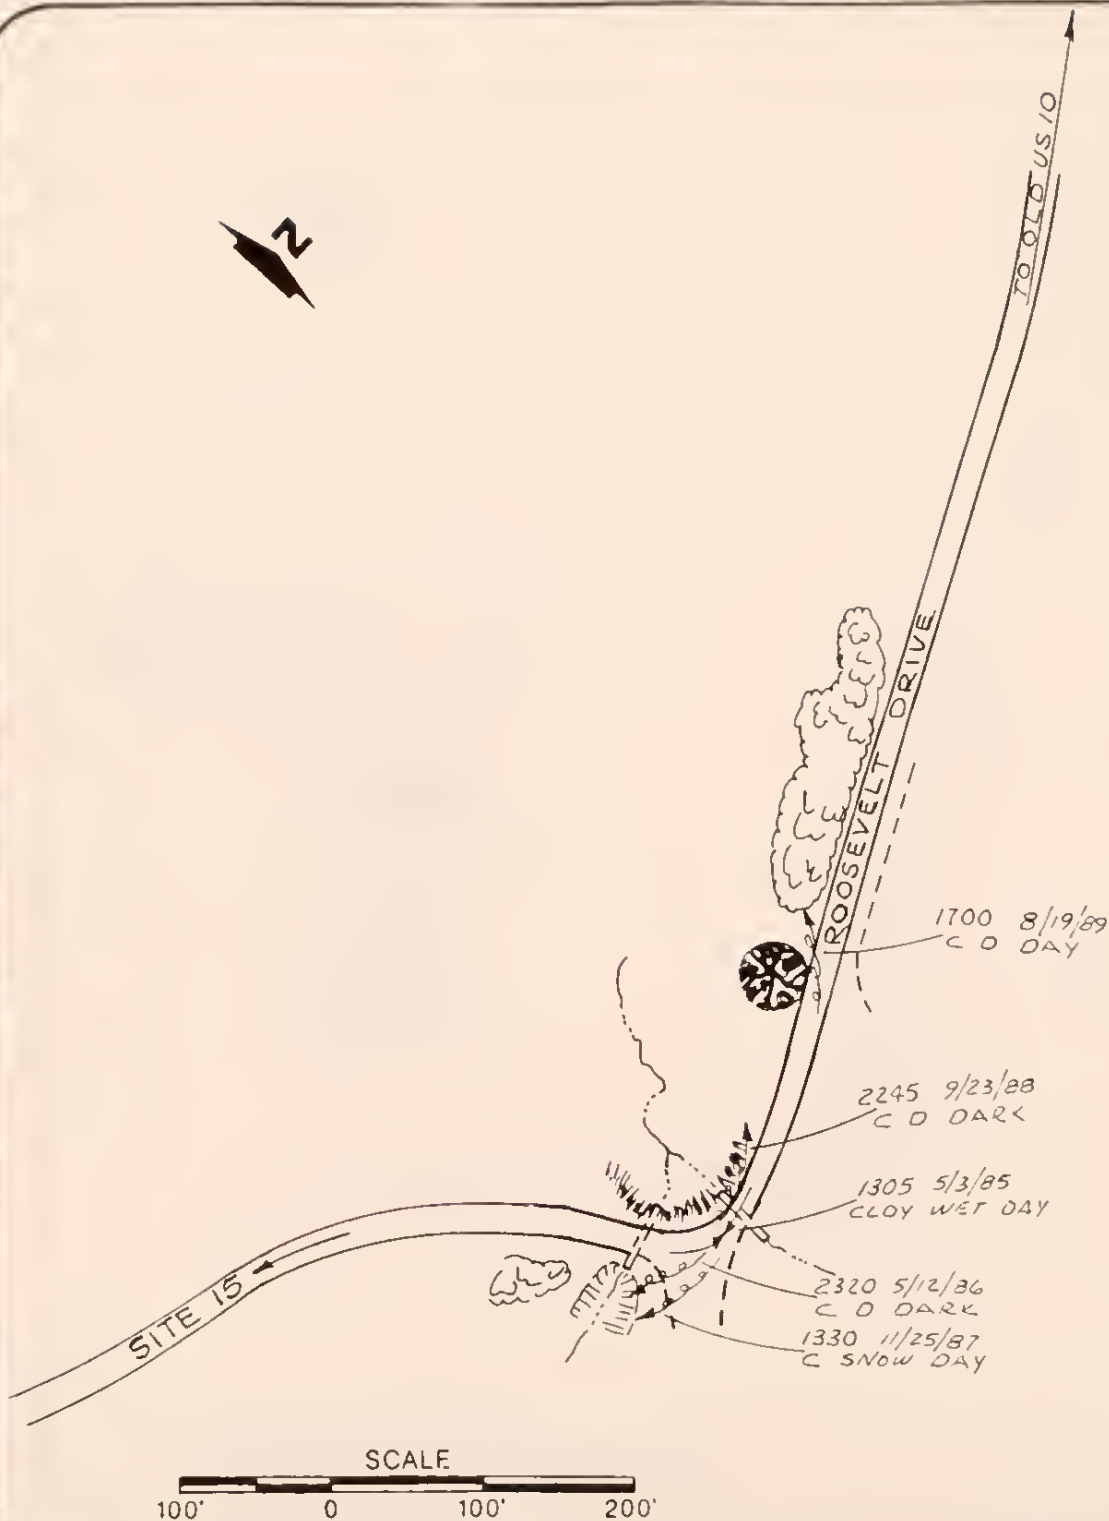 TO OLD US 10
N
ROOSEVELT DRIVE
1700 8/19/89
C D DAY
2245 9/23/88
C D DARK
1305 5/3/85
CLDY WET DAY
2320 5/12/86
C D DARK
1330 11/25/87
C SNOW DAY
SITE 15
SCALE
100' 0 100' 200'